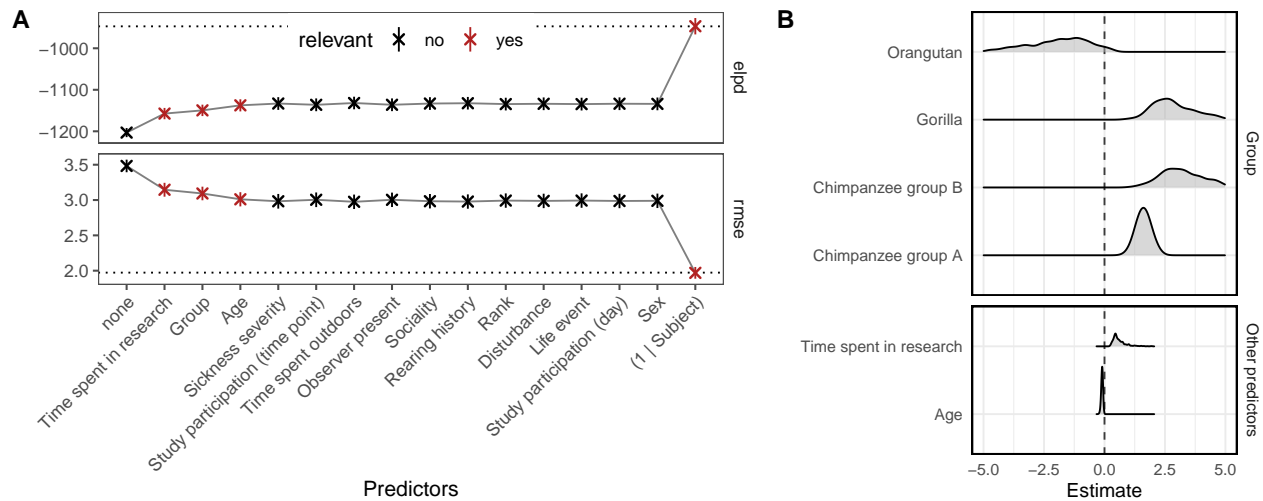 A
relevant no yes
−1000
−1100
−1200
elpd
3.5
3.0
2.5
2.0
rmse
none
Time spent in research
Group
Age
Sickness severity
Study participation (time point)
Time spent outdoors
Observer present
Sociality
Rearing history
Rank
Disturbance
Life event
Study participation (day)
Sex
(1 | Subject)
Predictors
B
Orangutan
Gorilla
Chimpanzee group B
Chimpanzee group A
Group
Time spent in research
Age
Other predictors
−5.0 −2.5 0.0 2.5 5.0
Estimate